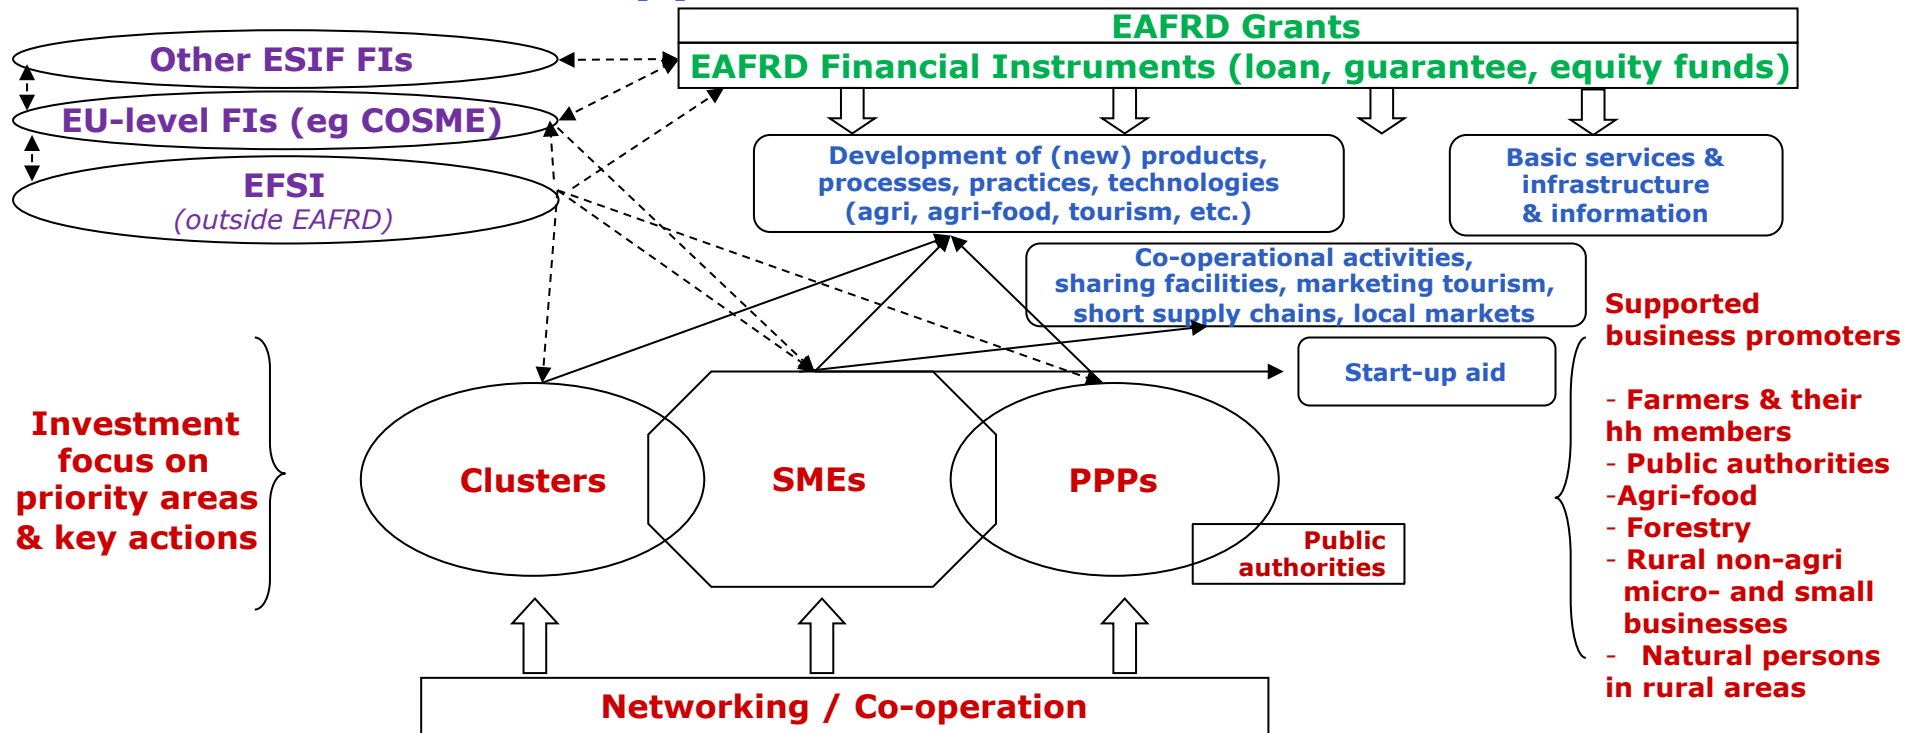 EAFRD Grants
EAFRD Financial Instruments (loan, guarantee, equity funds)
Other ESIF FIs
EU-level FIs (eg COSME)
EFSI
(outside EAFRD)
Development of (new) products,
processes, practices, technologies
(agri, agri-food, tourism, etc.)
Basic services &
infrastructure
& information
Co-operational activities,
sharing facilities, marketing tourism,
short supply chains, local markets
Start-up aid
Supported
business promoters
- Farmers & their
hh members
- Public authorities
-Agri-food
- Forestry
- Rural non-agri
micro- and small
businesses
- Natural persons
in rural areas
Investment
focus on
priority areas
& key actions
Clusters
SMEs
PPPs
Public
authorities
Networking / Co-operation